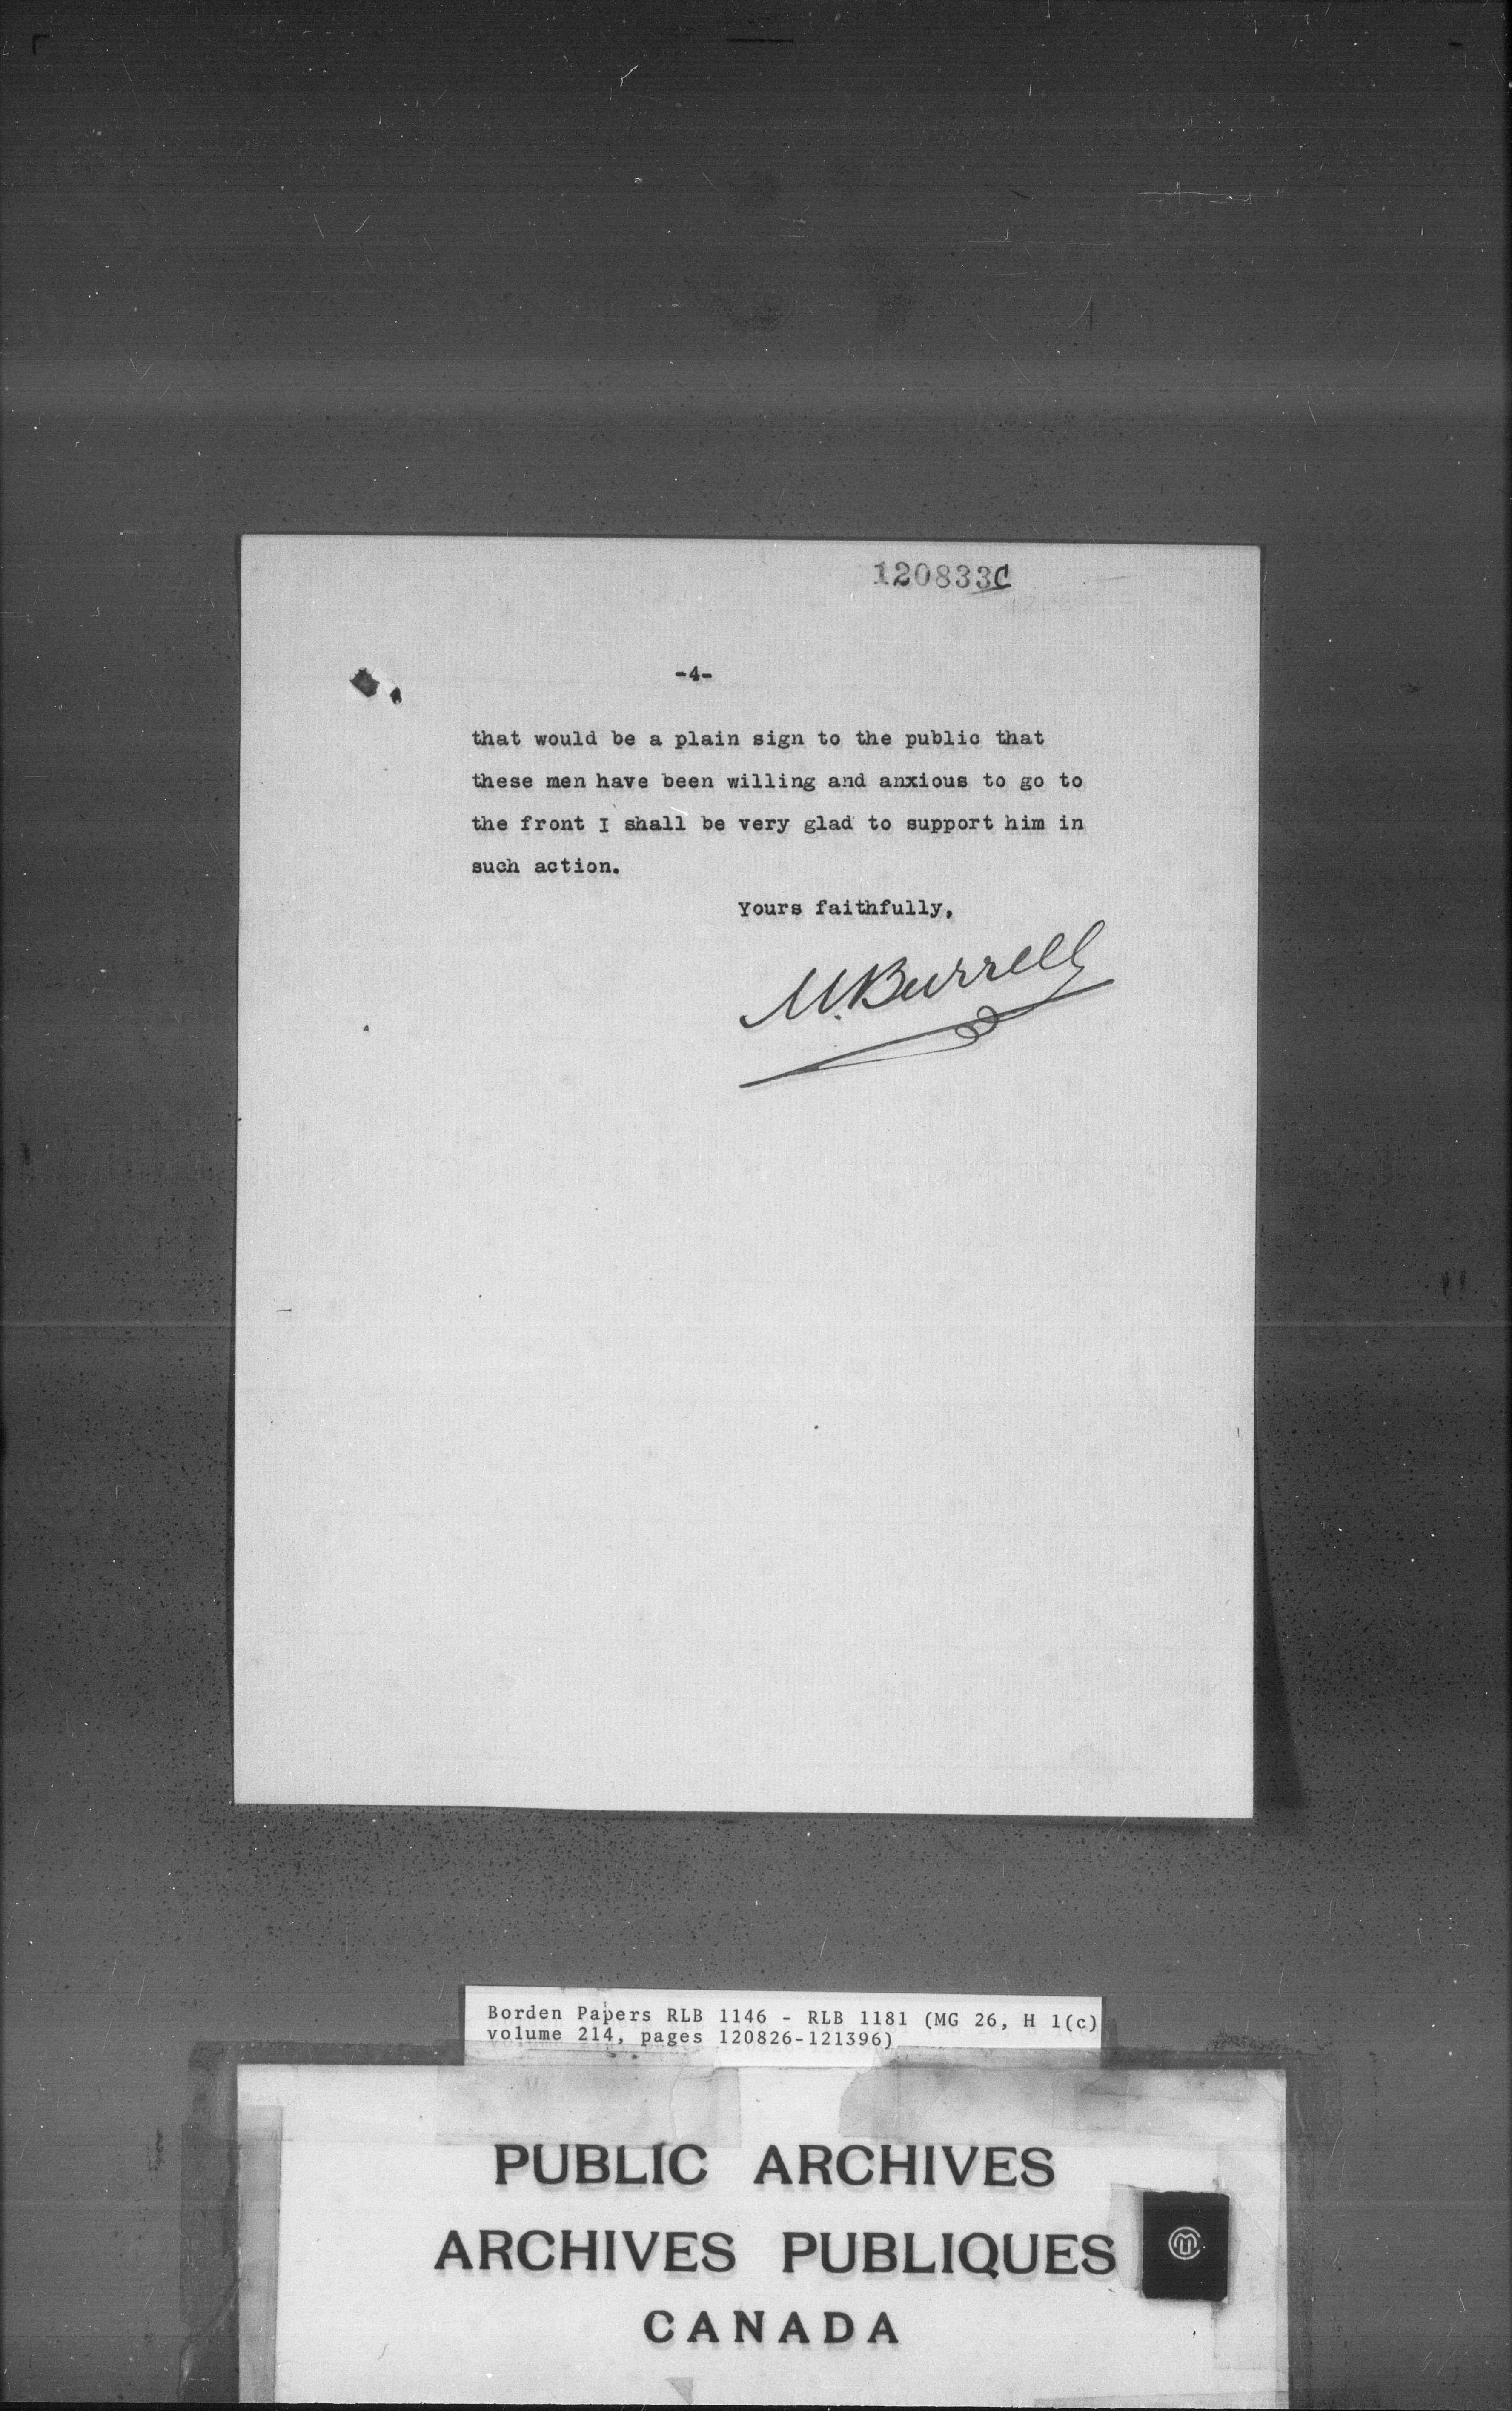 120833C
-4-
that would be a plain sign to the public that
these men have been willing and anxious to go to
the front I shall be very glad to support him in
such action.
Yours faithfully,
M. Burrell
Borden Papers RLB 1146 - RLB 1181 (MG 26, H 1(c)
volume 214, pages 120826-121396)
PUBLIC ARCHIVES
ARCHIVES PUBLIQUES
CANADA